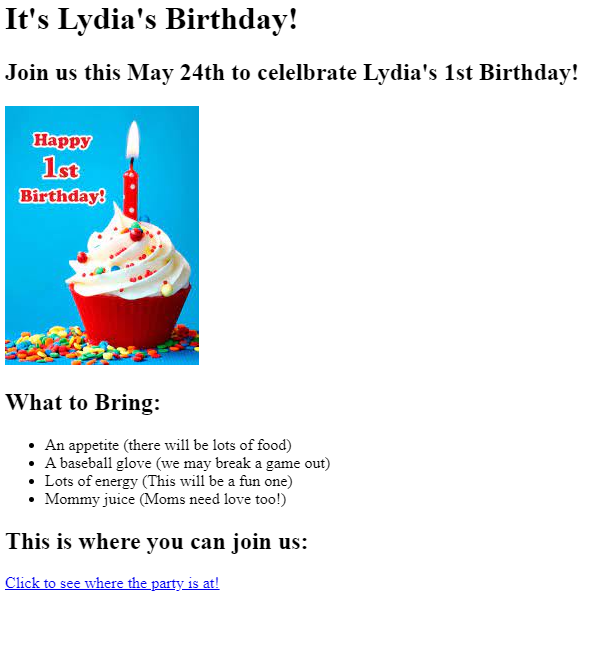 It's Lydia's Birthday!
Join us this May 24th to celelbrate Lydia's 1st Birthday!
Happy
1st
Birthday!
What to Bring:
An appetite (there will be lots of food)
A baseball glove (we may break a game out)
Lots of energy (This will be a fun one)
Mommy juice (Moms need love too!)
This is where you can join us:
Click to see where the party is at!